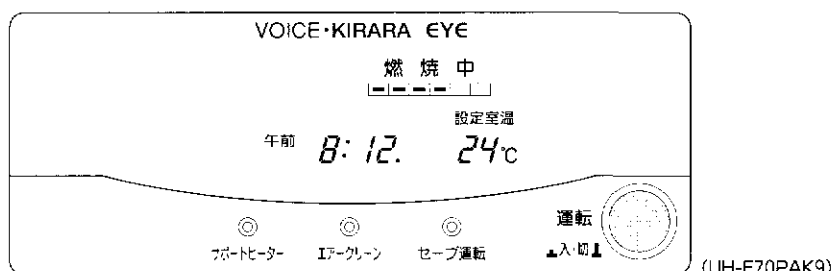 VOICE・KIRARA EYE
燃焼中
設定室温
午前 8:12. 24℃
運転
入・切
サポートヒーター エアークリーン セーブ運転
(UH-F70PAK9)